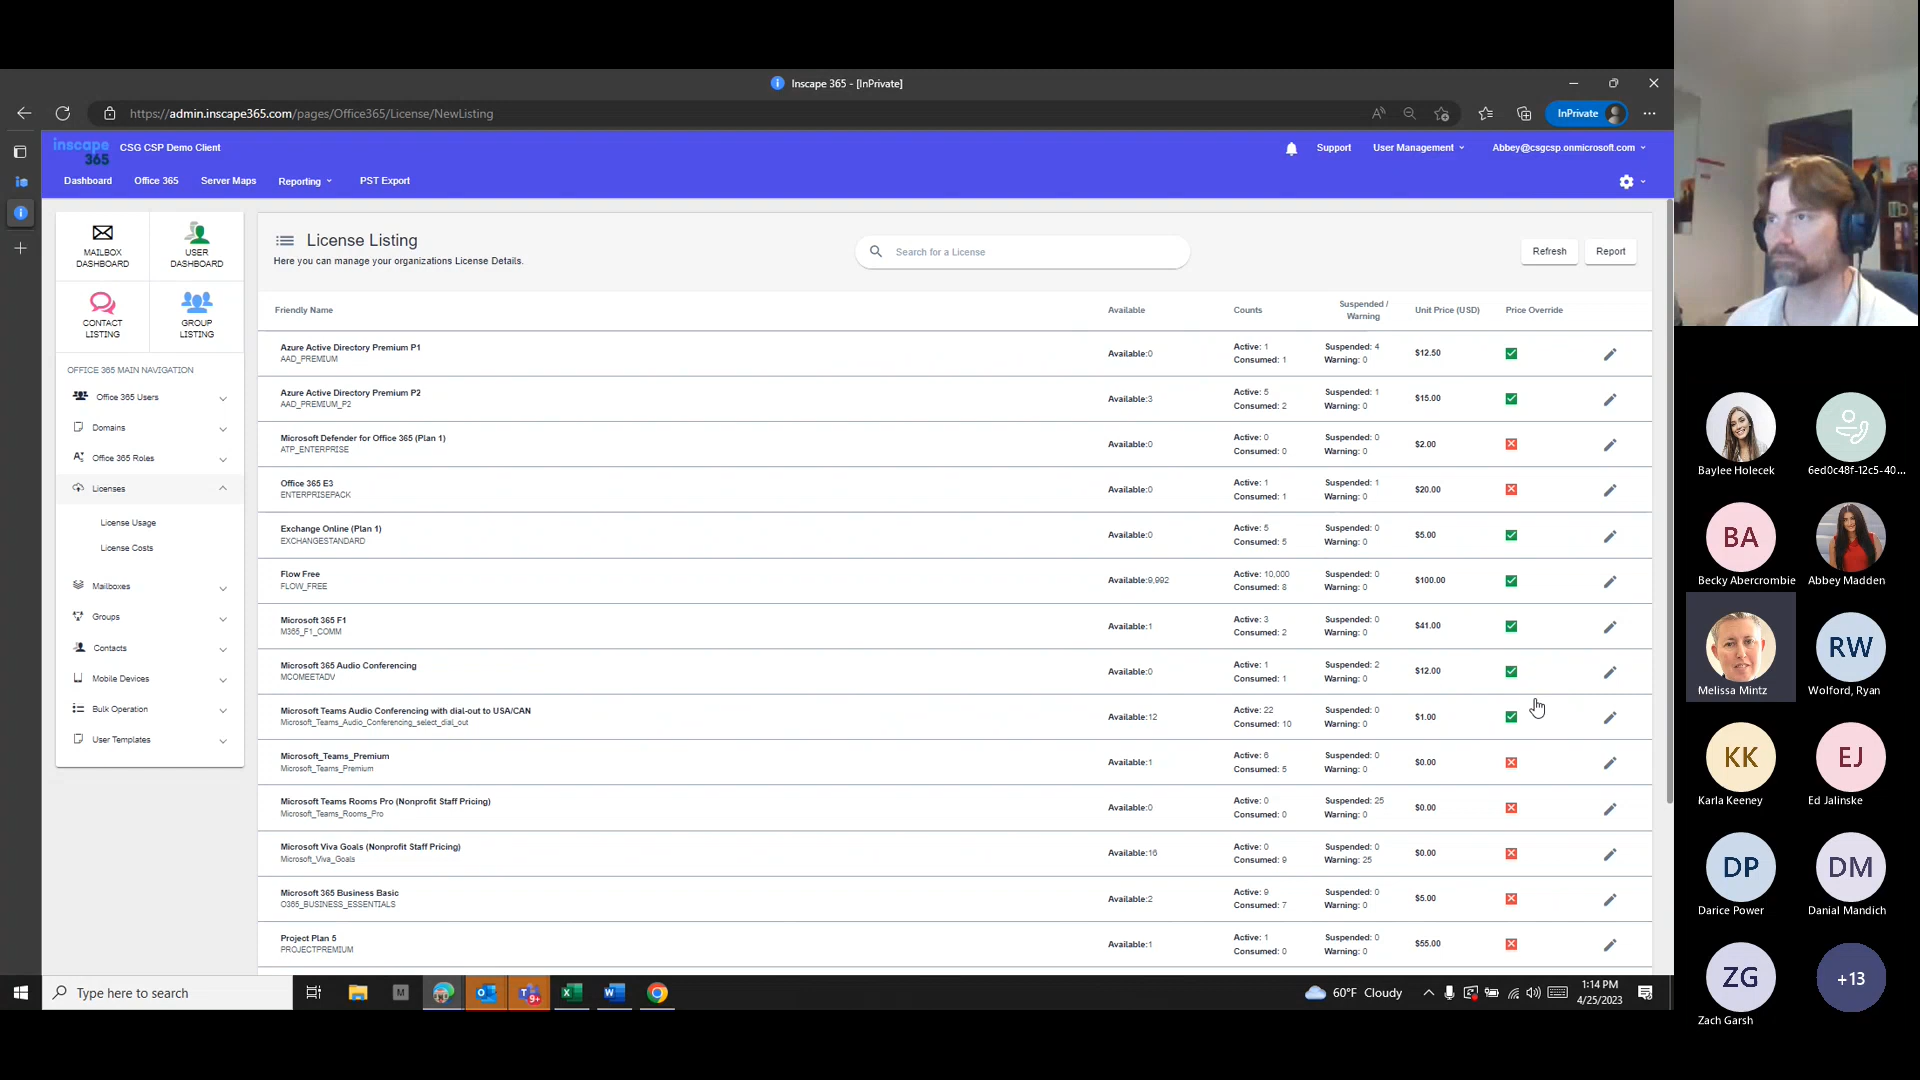 Inscape 365 - [InPrivate]
https://admin.inscape365.com/pages/Office365/License/NewListing
InPrivate
inscape 365
CSG CSP Demo Client
Support
User Management
Abbey@csgcsp.onmicrosoft.com
Dashboard
Office 365
Server Maps
Reporting
PST Export
MAILBOX DASHBOARD
USER DASHBOARD
CONTACT LISTING
GROUP LISTING
OFFICE 365 MAIN NAVIGATION
Office 365 Users
Domains
Office 365 Roles
Licenses
License Usage
License Costs
Mailboxes
Groups
Contacts
Mobile Devices
Bulk Operation
User Templates
License Listing
Here you can manage your organizations License Details.
Search for a License
Refresh
Report
Friendly Name Available Counts Suspended / Warning Unit Price (USD) Price Override
Azure Active Directory Premium P1
AAD_PREMIUM
Available:0
Active: 1
Consumed: 1
Suspended: 4
Warning: 0
$12.50
Azure Active Directory Premium P2
AAD_PREMIUM_P2
Available:3
Active: 5
Consumed: 2
Suspended: 1
Warning: 0
$15.00
Microsoft Defender for Office 365 (Plan 1)
ATP_ENTERPRISE
Available:0
Active: 0
Consumed: 0
Suspended: 0
Warning: 0
$2.00
Office 365 E3
ENTERPRISEPACK
Available:0
Active: 1
Consumed: 1
Suspended: 1
Warning: 0
$20.00
Exchange Online (Plan 1)
EXCHANGESTANDARD
Available:0
Active: 5
Consumed: 5
Suspended: 0
Warning: 0
$5.00
Flow Free
FLOW_FREE
Available:9,992
Active: 10,000
Consumed: 8
Suspended: 0
Warning: 0
$100.00
Microsoft 365 F1
M365_F1_COMM
Available:1
Active: 3
Consumed: 2
Suspended: 0
Warning: 0
$41.00
Microsoft 365 Audio Conferencing
MCOMEETADV
Available:0
Active: 1
Consumed: 1
Suspended: 2
Warning: 0
$12.00
Microsoft Teams Audio Conferencing with dial-out to USA/CAN
Microsoft_Teams_Audio_Conferencing_select_dial_out
Available:12
Active: 22
Consumed: 10
Suspended: 0
Warning: 0
$1.00
Microsoft_Teams_Premium
Microsoft_Teams_Premium
Available:1
Active: 6
Consumed: 5
Suspended: 0
Warning: 0
$0.00
Microsoft Teams Rooms Pro (Nonprofit Staff Pricing)
Microsoft_Teams_Rooms_Pro
Available:0
Active: 0
Consumed: 0
Suspended: 25
Warning: 0
$0.00
Microsoft Viva Goals (Nonprofit Staff Pricing)
Microsoft_Viva_Goals
Available:16
Active: 0
Consumed: 9
Suspended: 0
Warning: 25
$0.00
Microsoft 365 Business Basic
O365_BUSINESS_ESSENTIALS
Available:2
Active: 9
Consumed: 7
Suspended: 0
Warning: 0
$5.00
Project Plan 5
PROJECTPREMIUM
Available:1
Active: 1
Consumed: 0
Suspended: 0
Warning: 0
$55.00
Type here to search
M
9+
60°F Cloudy
1:14 PM
4/25/2023
Baylee Holecek
6ed0c48f-12c5-40...
BA
Becky Abercrombie
Abbey Madden
Melissa Mintz
RW
Wolford, Ryan
KK
Karla Keeney
EJ
Ed Jalinske
DP
Darice Power
DM
Danial Mandich
ZG
Zach Garsh
+13